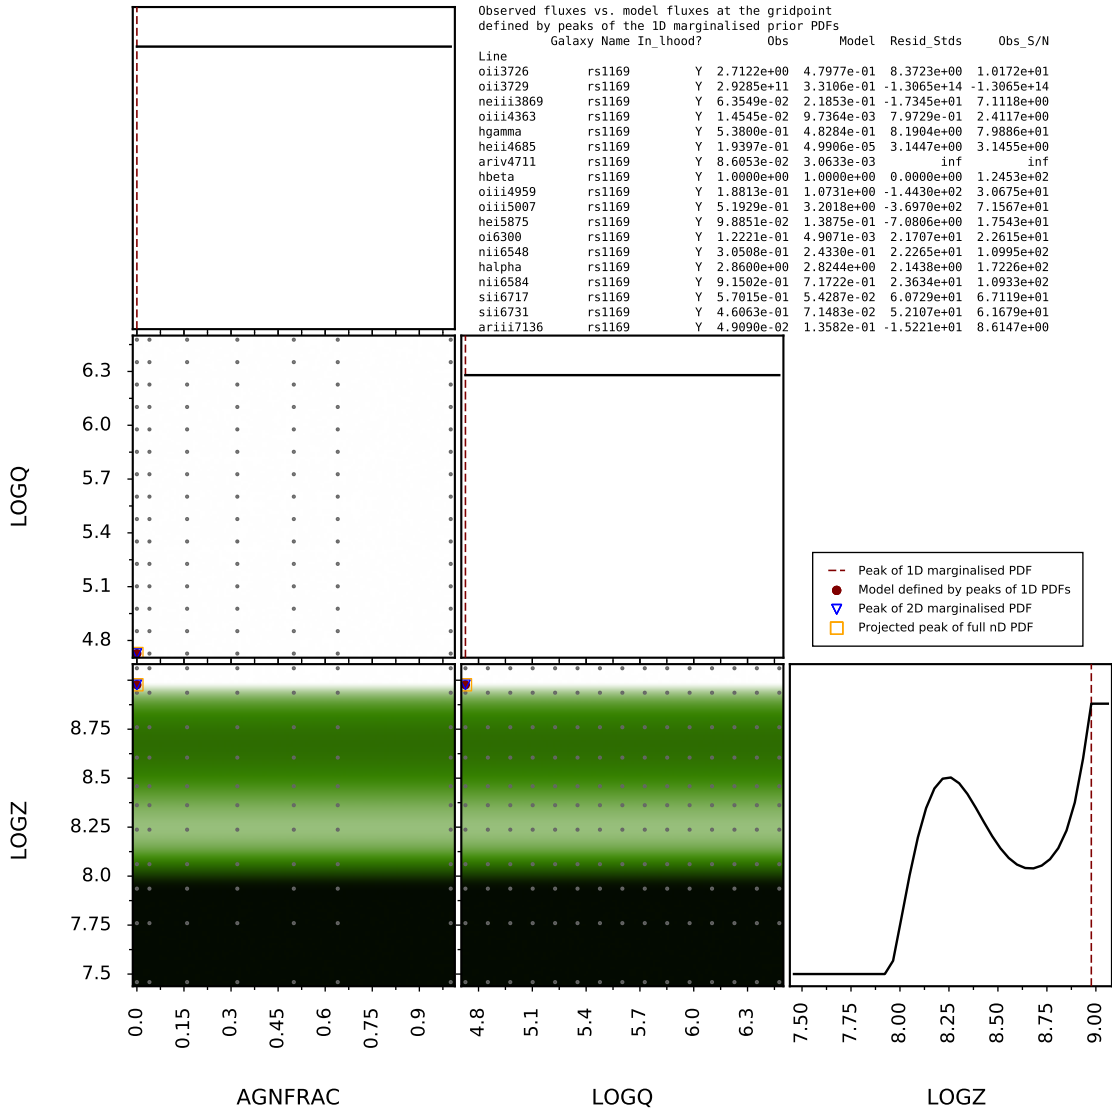 Observed fluxes vs. model fluxes at the gridpoint
defined by peaks of the 1D marginalised prior PDFs
Galaxy Name In_lhood? Obs Model Resid_Stds Obs_S/N
Line
oii3726 rs1169 Y 2.7122e+00 4.7977e-01 8.3723e+00 1.0172e+01
oii3729 rs1169 Y 2.9285e+11 3.3106e-01 -1.3065e+14 -1.3065e+14
neiii3869 rs1169 Y 6.3549e-02 2.1853e-01 -1.7345e+01 7.1118e+00
oiii4363 rs1169 Y 1.4545e-02 9.7364e-03 7.9729e-01 2.4117e+00
hgamma rs1169 Y 5.3800e-01 4.8284e-01 8.1904e+00 7.9886e+01
heii4685 rs1169 Y 1.9397e-01 4.9906e-05 3.1447e+00 3.1455e+00
ariv4711 rs1169 Y 8.6053e-02 3.0633e-03 inf inf
hbeta rs1169 Y 1.0000e+00 1.0000e+00 0.0000e+00 1.2453e+02
oiii4959 rs1169 Y 1.8813e-01 1.0731e+00 -1.4430e+02 3.0675e+01
oiii5007 rs1169 Y 5.1929e-01 3.2018e+00 -3.6970e+02 7.1567e+01
hei5875 rs1169 Y 9.8851e-02 1.3875e-01 -7.0806e+00 1.7543e+01
oi6300 rs1169 Y 1.2221e-01 4.9071e-03 2.1707e+01 2.2615e+01
nii6548 rs1169 Y 3.0508e-01 2.4330e-01 2.2265e+01 1.0995e+02
halpha rs1169 Y 2.8600e+00 2.8244e+00 2.1438e+00 1.7226e+02
nii6584 rs1169 Y 9.1502e-01 7.1722e-01 2.3634e+01 1.0933e+02
sii6717 rs1169 Y 5.7015e-01 5.4287e-02 6.0729e+01 6.7119e+01
sii6731 rs1169 Y 4.6063e-01 7.1483e-02 5.2107e+01 6.1679e+01
ariii7136 rs1169 Y 4.9090e-02 1.3582e-01 -1.5221e+01 8.6147e+00
6.3
6.0
5.7
5.4
5.1
4.8
LOGQ
Peak of 1D marginalised PDF
Model defined by peaks of 1D PDFs
Peak of 2D marginalised PDF
Projected peak of full nD PDF
8.75
8.5
8.25
8.0
7.75
7.5
LOGZ
0.0 0.15 0.3 0.45 0.6 0.75 0.9
4.8 5.1 5.4 5.7 6.0 6.3
7.50 7.75 8.00 8.25 8.50 8.75 9.00
AGNFRAC LOGQ LOGZ